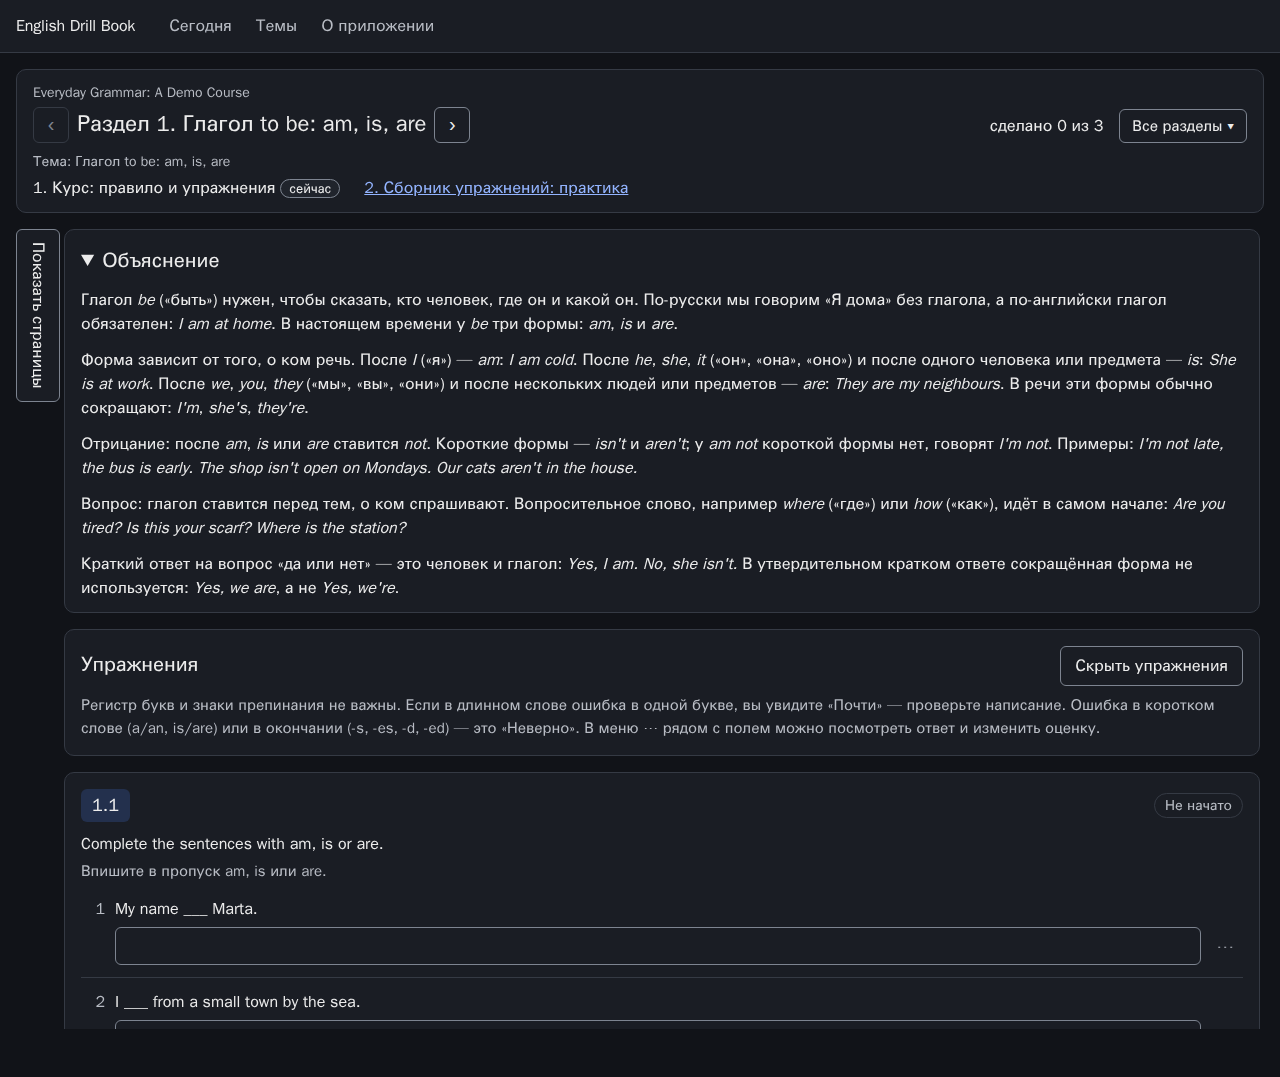 English Drill Book Сегодня Темы О приложении
Everyday Grammar: A Demo Course
‹ Раздел 1. Глагол to be: am, is, are › сделано 0 из 3 Все разделы ▾
Тема: Глагол to be: am, is, are
1. Курс: правило и упражнения сейчас 2. Сборник упражнений: практика
Показать страницы
▼ Объяснение
Глагол be («быть») нужен, чтобы сказать, кто человек, где он и какой он. По-русски мы говорим «Я дома» без глагола, а по-английски глагол
обязателен: I am at home. В настоящем времени у be три формы: am, is и are.
Форма зависит от того, о ком речь. После I («я») — am: I am cold. После he, she, it («он», «она», «оно») и после одного человека или предмета — is: She
is at work. После we, you, they («мы», «вы», «они») и после нескольких людей или предметов — are: They are my neighbours. В речи эти формы обычно
сокращают: I'm, she's, they're.
Отрицание: после am, is или are ставится not. Короткие формы — isn't и aren't; у am not короткой формы нет, говорят I'm not. Примеры: I'm not late,
the bus is early. The shop isn't open on Mondays. Our cats aren't in the house.
Вопрос: глагол ставится перед тем, о ком спрашивают. Вопросительное слово, например where («где») или how («как»), идёт в самом начале: Are you
tired? Is this your scarf? Where is the station?
Краткий ответ на вопрос «да или нет» — это человек и глагол: Yes, I am. No, she isn't. В утвердительном кратком ответе сокращённая форма не
используется: Yes, we are, а не Yes, we're.
Упражнения Скрыть упражнения
Регистр букв и знаки препинания не важны. Если в длинном слове ошибка в одной букве, вы увидите «Почти» — проверьте написание. Ошибка в коротком
слове (a/an, is/are) или в окончании (-s, -es, -d, -ed) — это «Неверно». В меню ··· рядом с полем можно посмотреть ответ и изменить оценку.
1.1 Не начато
Complete the sentences with am, is or are.
Впишите в пропуск am, is или are.
1 My name ___ Marta.
···
2 I ___ from a small town by the sea.